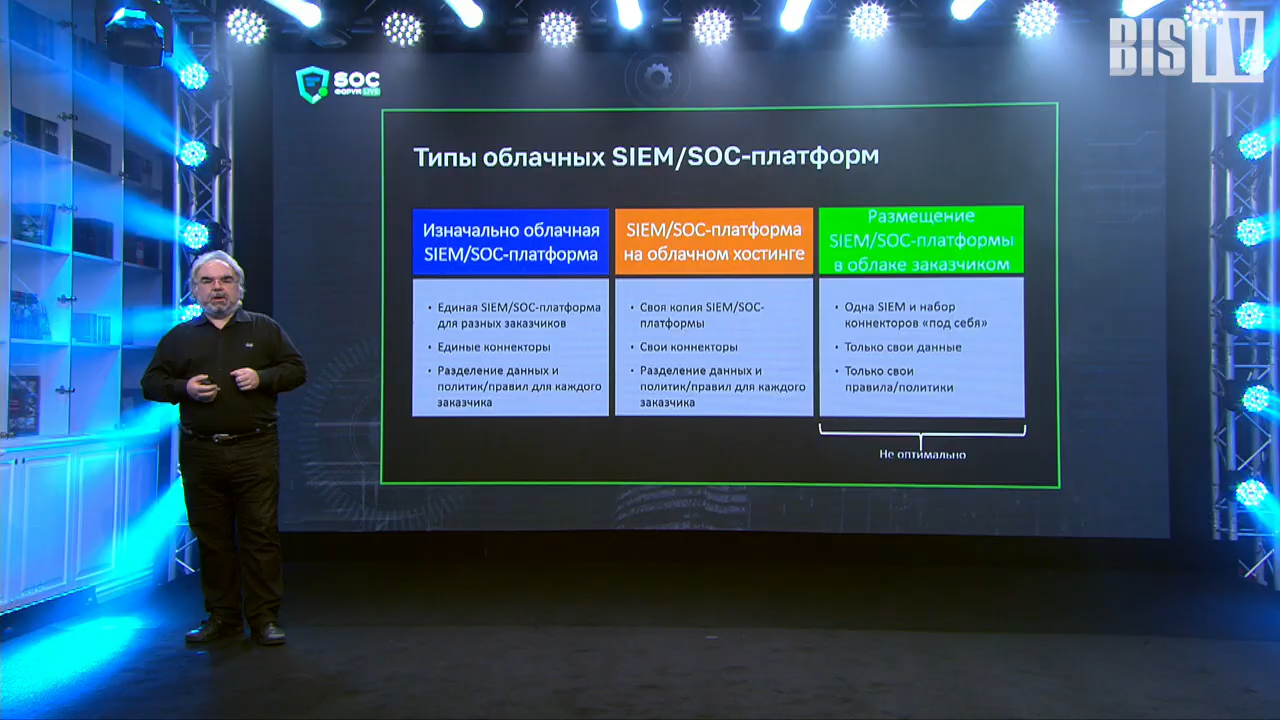 BIS TV
SOC
ФОРУМ LIVE
Типы облачных SIEM/SOC-платформ
Изначально облачная
SIEM/SOC-платформа
• Единая SIEM/SOC-платформа
для разных заказчиков
• Единые коннекторы
• Разделение данных и
политик/правил для каждого
заказчика
SIEM/SOC-платформа
на облачном хостинге
• Своя копия SIEM/SOC-
платформы
• Свои коннекторы
• Разделение данных и
политик/правил для каждого
заказчика
Размещение
SIEM/SOC-платформы
в облаке заказчиком
• Одна SIEM и набор
коннекторов «под себя»
• Только свои данные
• Только свои
правила/политики
Не оптимально